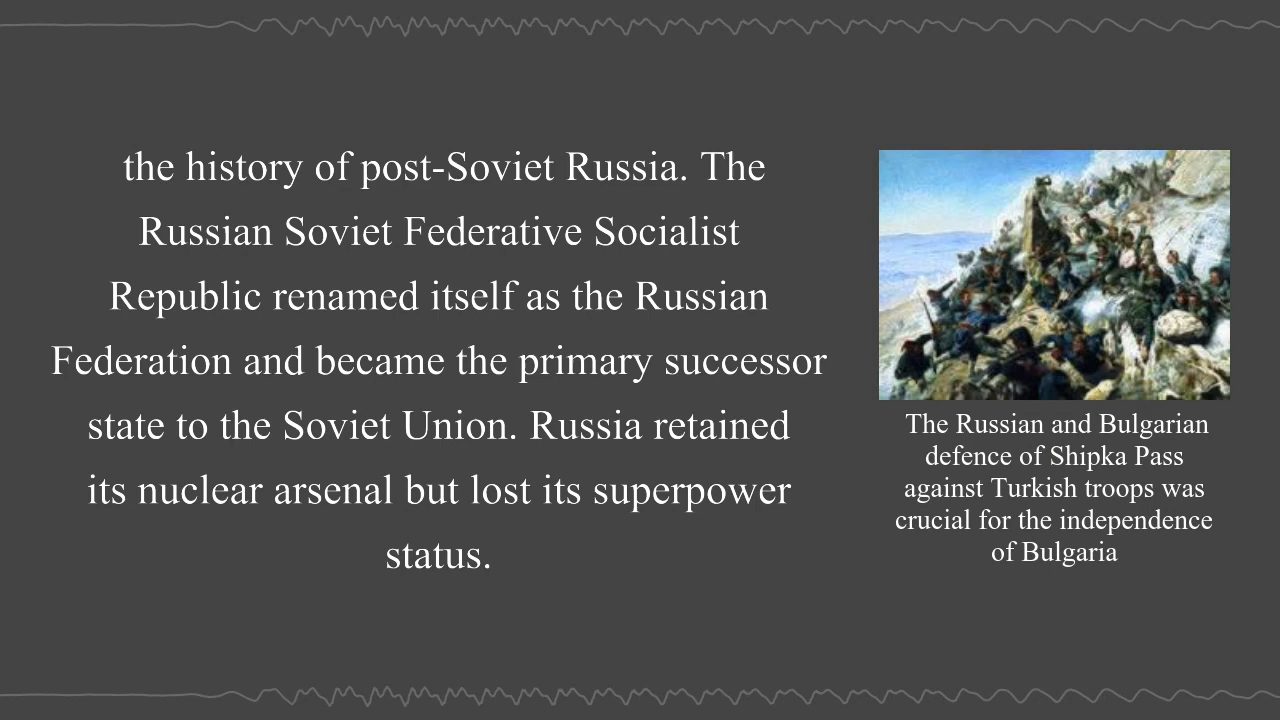 the history of post-Soviet Russia. The
Russian Soviet Federative Socialist
Republic renamed itself as the Russian
Federation and became the primary successor
state to the Soviet Union. Russia retained
its nuclear arsenal but lost its superpower
status.
The Russian and Bulgarian
defence of Shipka Pass
against Turkish troops was
crucial for the independence
of Bulgaria